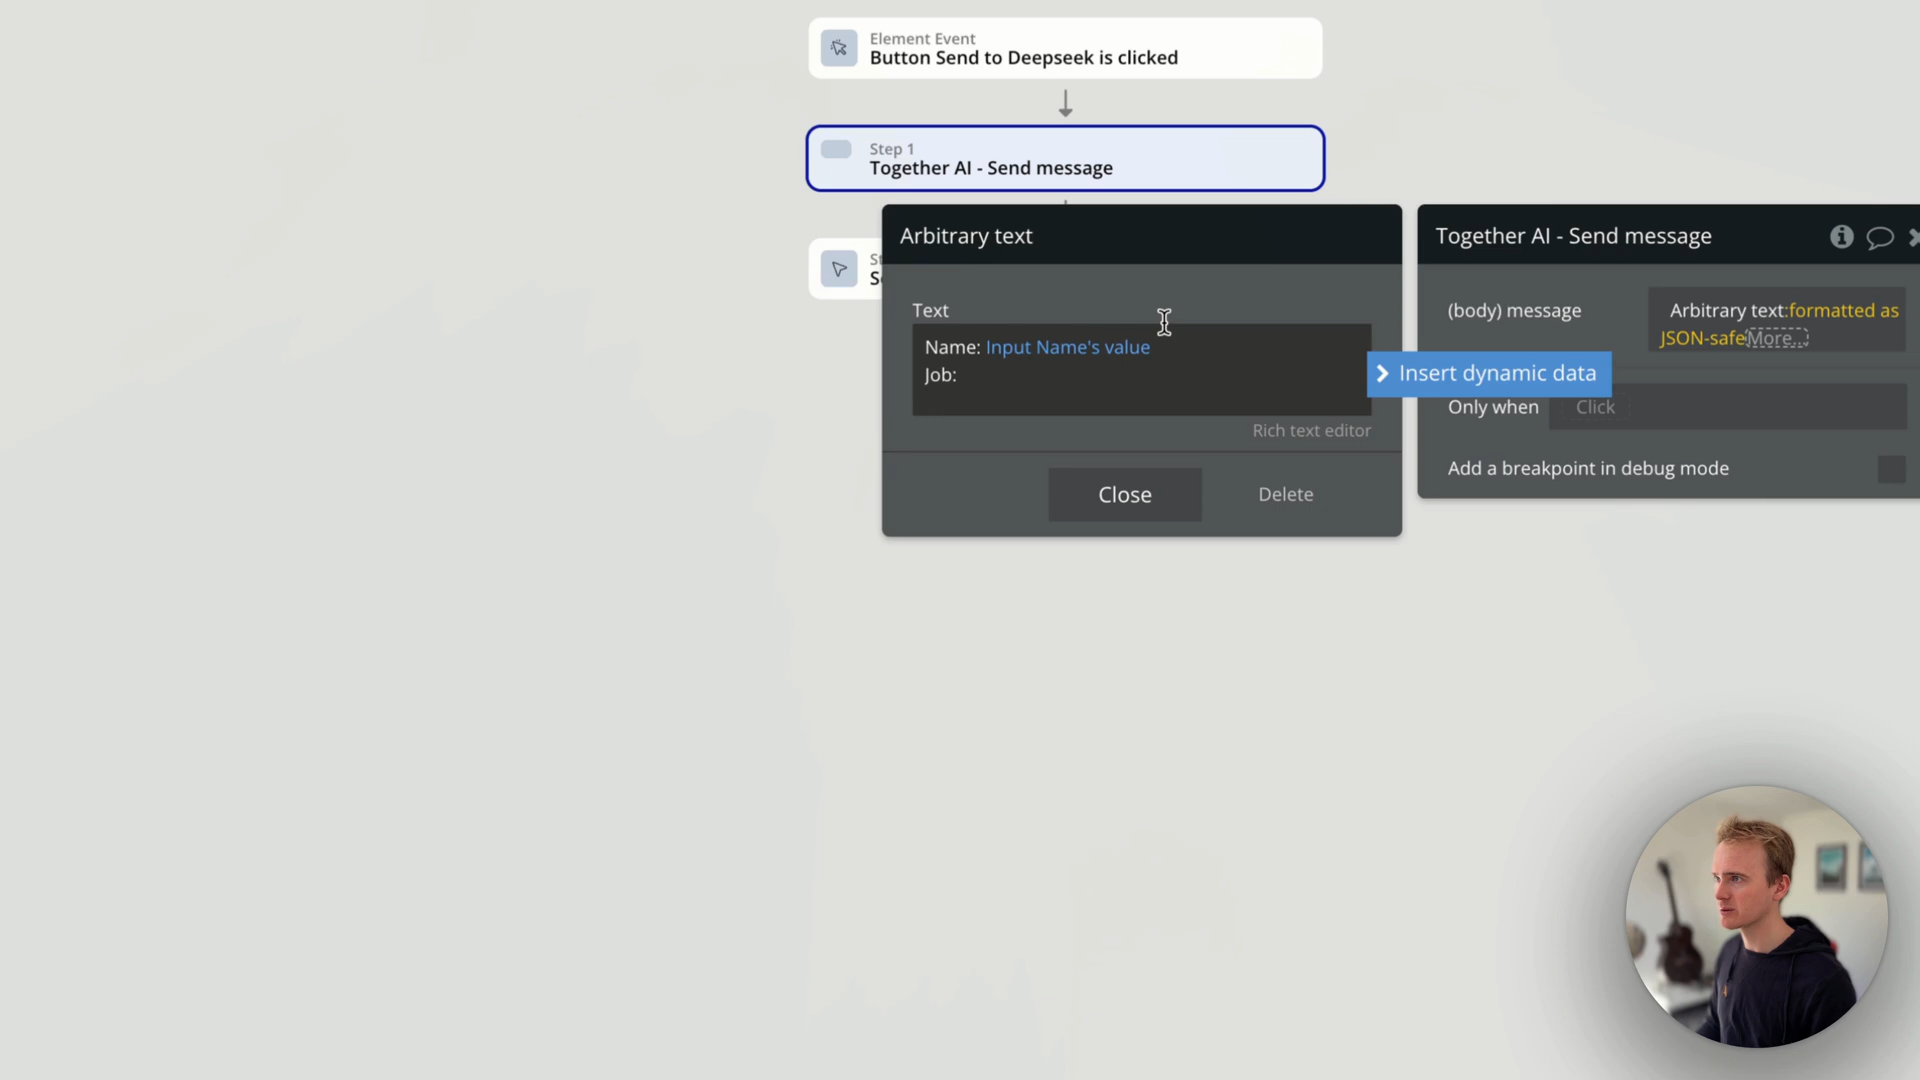 Element Event
Button Send to Deepseek is clicked
Step 1
Together AI - Send message
Arbitrary text
Text
Name: Input Name's value
Job:
Rich text editor
Close
Delete
Together AI - Send message
(body) message
Arbitrary text:formatted as
JSON-safe More...
Insert dynamic data
Only when
Click
Add a breakpoint in debug mode